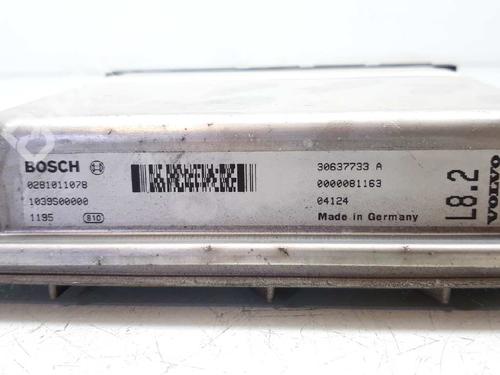 BOSCH
0281011078
1039S00000
1195 810
30637733 A
0000081163
04124
Made in Germany
L8.2
VOLVO